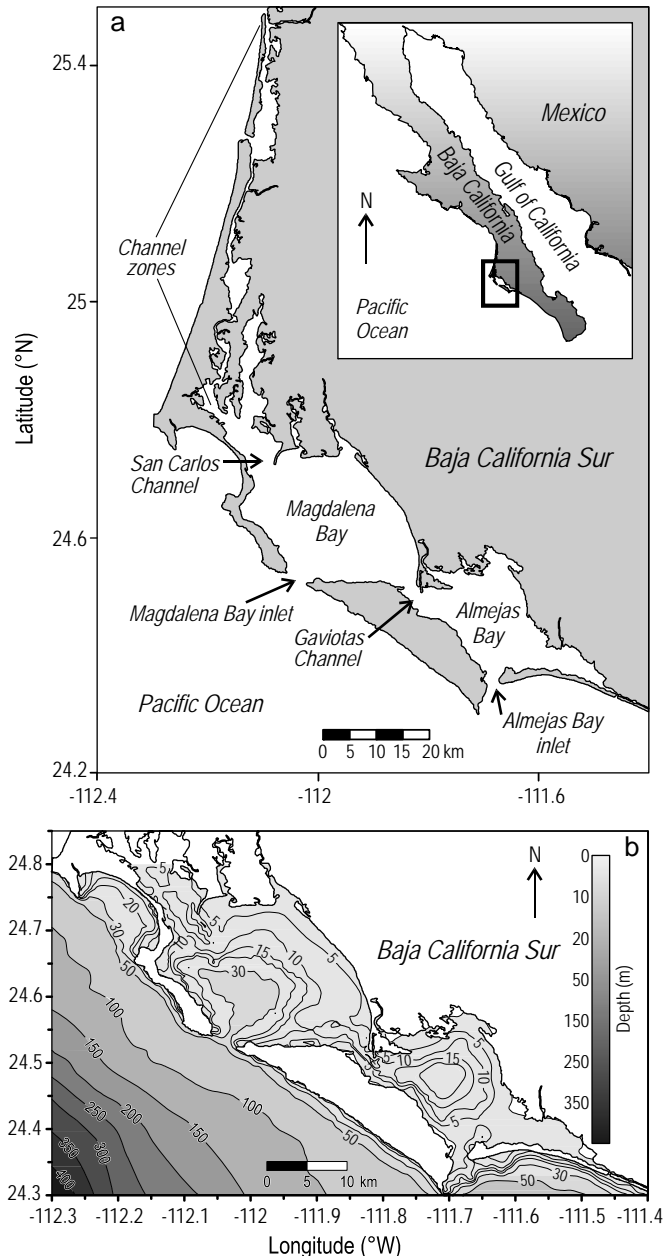 a
25.4
25
24.6
24.2
Latitude (°N)
-112.4
-112
-111.6
Channel
zones
San Carlos
Channel
Magdalena
Bay
Baja California Sur
Magdalena Bay inlet
Gaviotas
Channel
Almejas
Bay
Almejas Bay
inlet
Pacific Ocean
0 5 10 15 20 km
Mexico
Baja California
Gulf of California
N
Pacific
Ocean
b
24.8
24.7
24.6
24.5
24.4
24.3
N
Baja California Sur
0
10
20
50
150
250
350
Depth (m)
5
20
30
50
100
150
250
350
400
300
200
150
100
50
10
5
15
30
10
5
5
10
15
10
5
5
30
50
0 5 10 km
-112.3 -112.2 -112.1 -112 -111.9 -111.8 -111.7 -111.6 -111.5 -111.4
Longitude (°W)